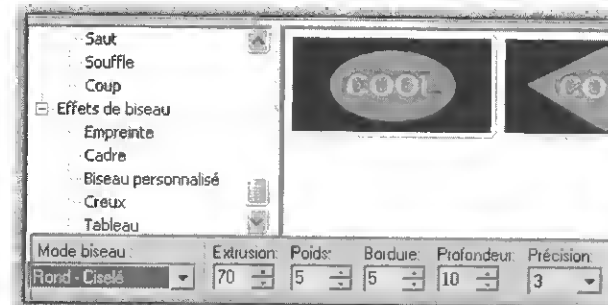 Saut
Souffle
Coup
Effets de biseau
Empreinte
Cadre
Biseau personnalisé
Creux
Tableau
COOL
CO
Mode biseau : Extrusion: Poids: Bordure: Profondeur: Précision:
Rond - Ciselé 70 5 5 10 3